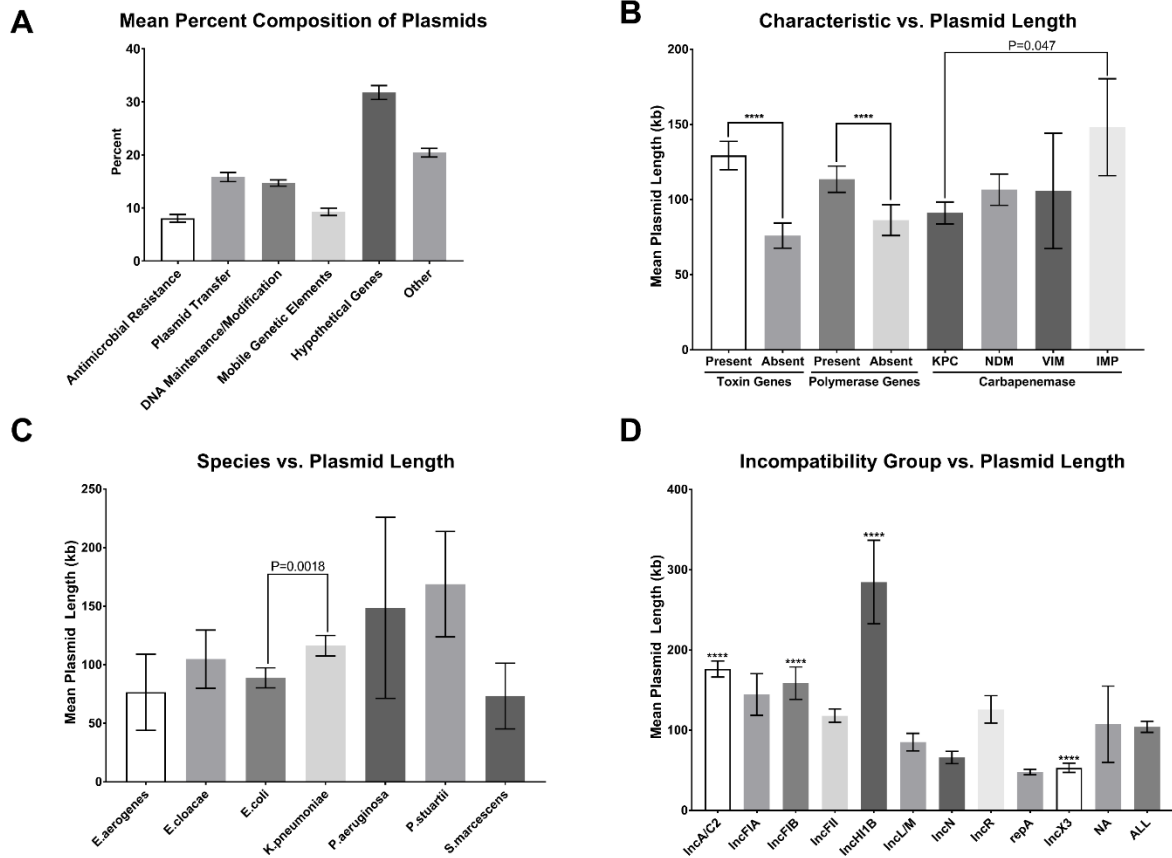 A
Mean Percent Composition of Plasmids
Percent
40
30
20
10
0
Antimicrobial Resistance
Plasmid Transfer
DNA Maintenance/Modification
Mobile Genetic Elements
Hypothetical Genes
Other
B
Characteristic vs. Plasmid Length
Mean Plasmid Length (kb)
200
150
100
50
0
****
****
P=0.047
Present Absent Present Absent KPC NDM VIM IMP
Toxin Genes Polymerase Genes Carbapenemase
C
Species vs. Plasmid Length
Mean Plasmid Length (kb)
250
200
150
100
50
0
P=0.0018
E.aerogenes
E.cloacae
E.coli
K.pneumoniae
P.aeruginosa
P.stuartii
S.marcescens
D
Incompatibility Group vs. Plasmid Length
Mean Plasmid Length (kb)
400
300
200
100
0
****
****
****
****
IncA/C2
IncFIA
IncFIB
IncFII
IncHI1B
IncL/M
IncN
IncR
repA
IncX3
NA
ALL